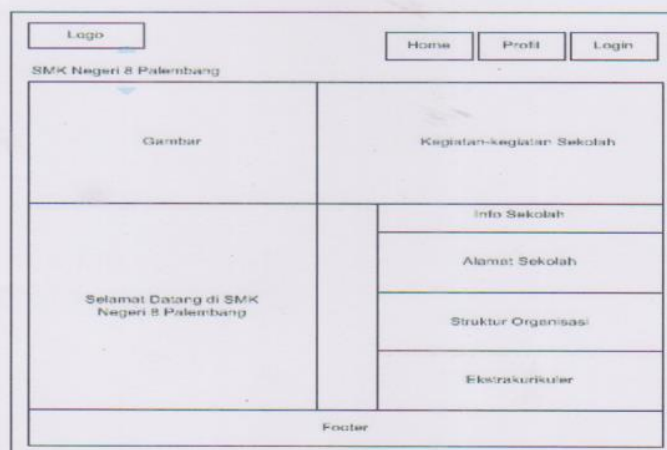 Logo
Home
Profil
Login
SMK Negeri 8 Palembang
Gambar
Kegiatan-kegiatan Sekolah
Info Sekolah
Alamat Sekolah
Selamat Datang di SMK
Negeri 8 Palembang
Struktur Organisasi
Ekstrakurikuler
Footer